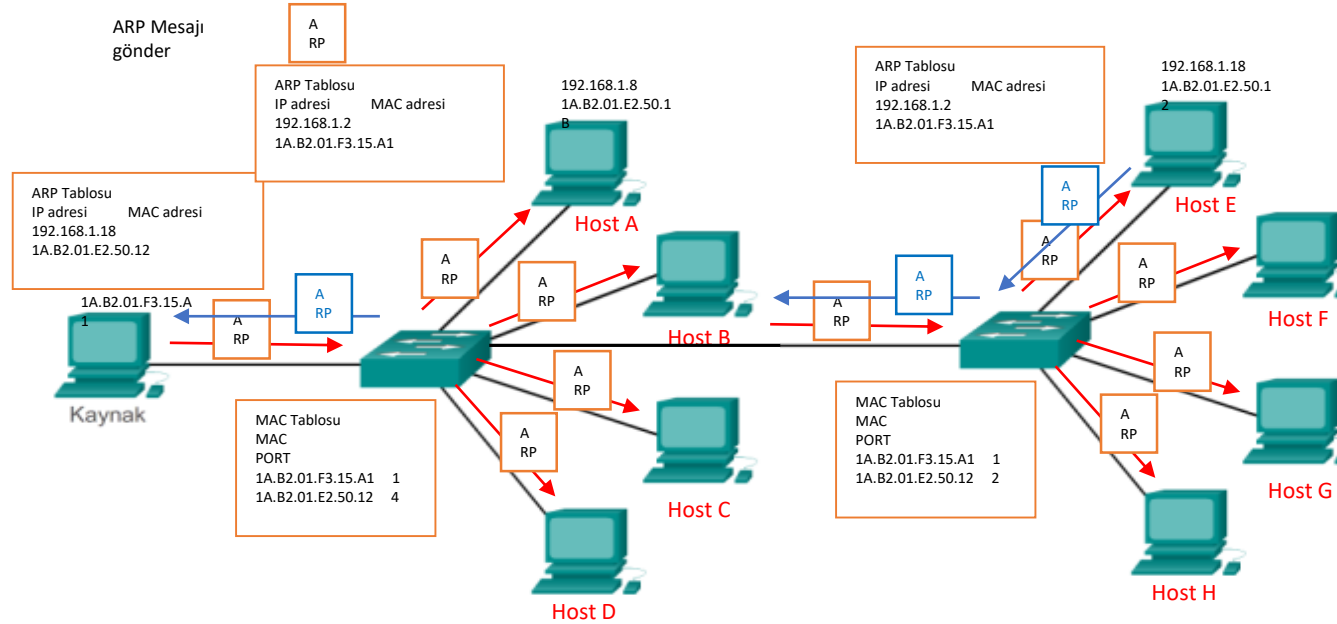 ARP Mesajı
gönder
A
RP
ARP Tablosu
IP adresi MAC adresi
192.168.1.2
1A.B2.01.F3.15.A1
192.168.1.8
1A.B2.01.E2.50.1
B
Host A
ARP Tablosu
IP adresi MAC adresi
192.168.1.2
1A.B2.01.F3.15.A1
192.168.1.18
1A.B2.01.E2.50.1
2
Host E
ARP Tablosu
IP adresi MAC adresi
192.168.1.18
1A.B2.01.E2.50.12
1A.B2.01.F3.15.A
1
Kaynak
A
RP
A
RP
A
RP
A
RP
Host B
A
RP
A
RP
A
RP
A
RP
A
RP
Host F
MAC Tablosu
MAC
PORT
1A.B2.01.F3.15.A1 1
1A.B2.01.E2.50.12 4
A
RP
A
RP
Host C
Host D
MAC Tablosu
MAC
PORT
1A.B2.01.F3.15.A1 1
1A.B2.01.E2.50.12 2
A
RP
A
RP
Host G
Host H